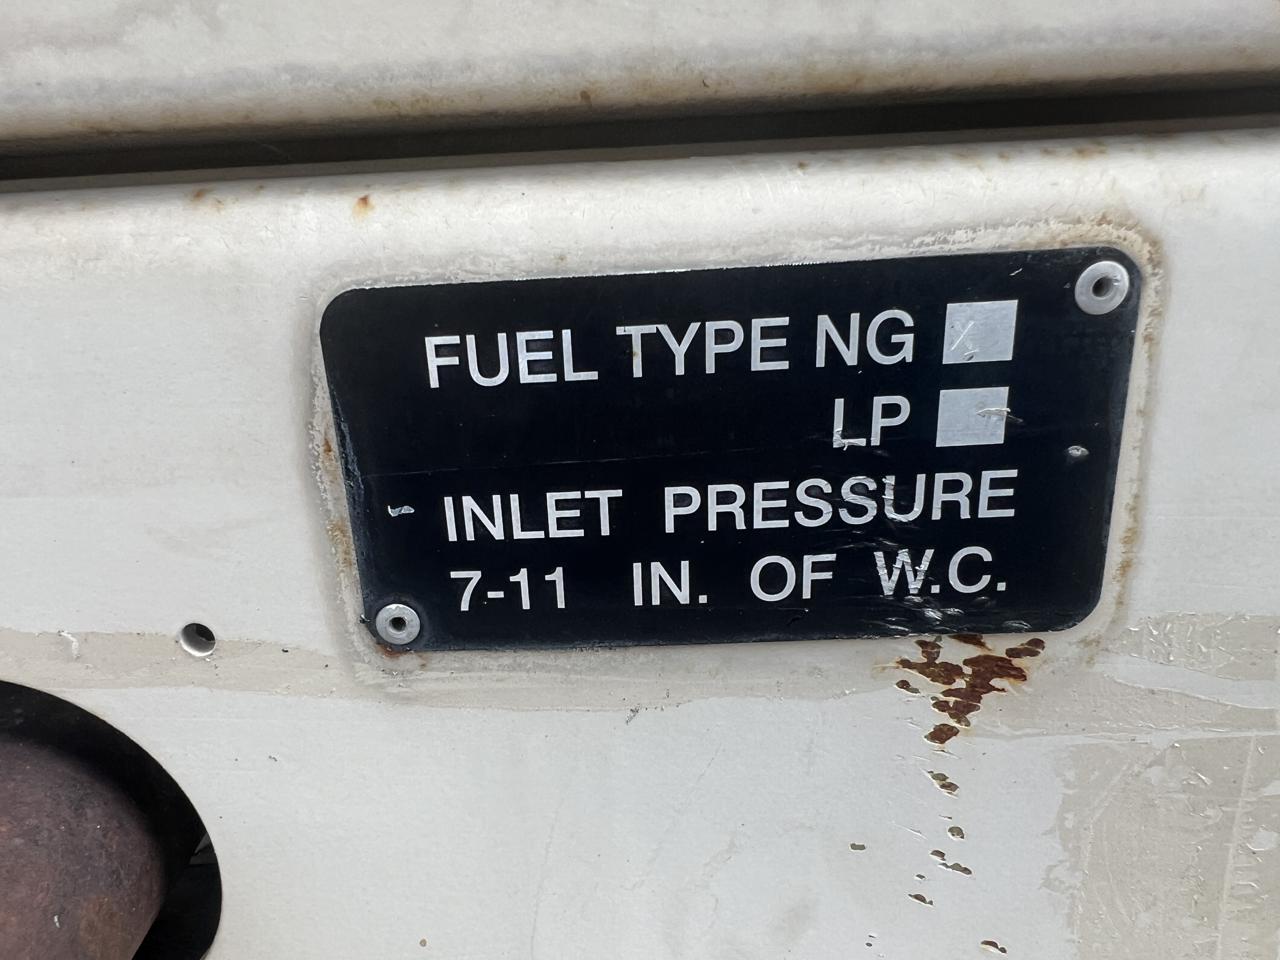 FUEL TYPE NG X
LP
INLET PRESSURE
7-11 IN. OF W.C.